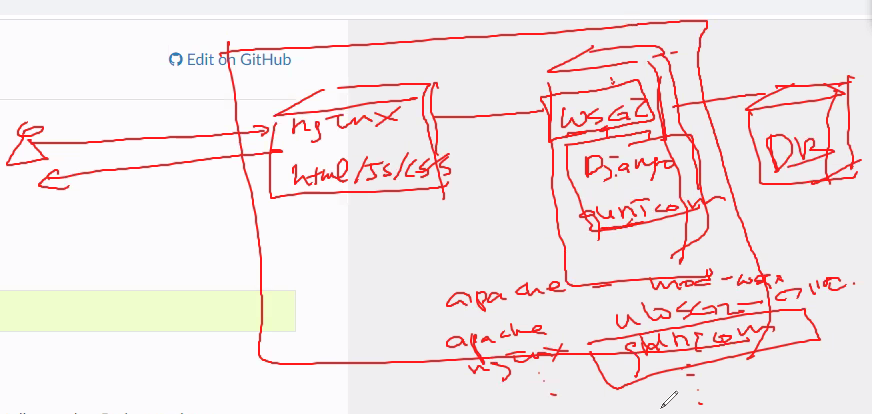 Edit on GitHub
nginx
html/JS/CSS
WSGI
Django
gunicorn
DB
apache - mod-wsgi
apache
nginx
uWSGI
gunicorn